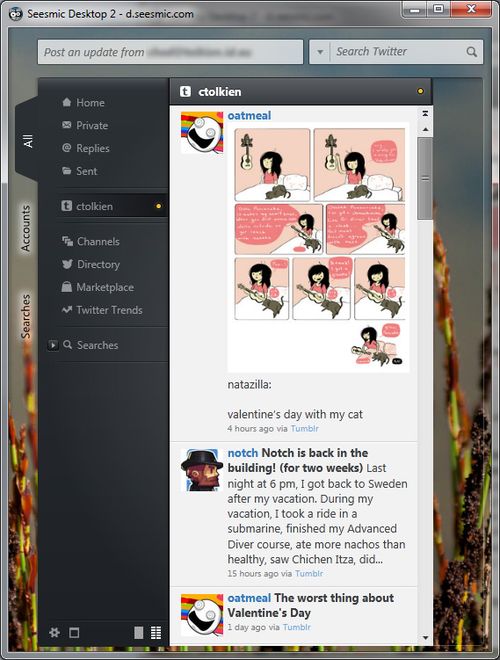 Seesmic Desktop 2 - d.seesmic.com
Post an update from
Search Twitter
All
Accounts
Searches
Home
Private
Replies
Sent
ctolkien
Channels
Directory
Marketplace
Twitter Trends
Searches
ctolkien
oatmeal
natazilla:
valentine's day with my cat
4 hours ago via Tumblr
notch Notch is back in the
building! (for two weeks) Last
night at 6 pm, I got back to Sweden
after my vacation. During my
vacation, I took a ride in a
submarine, finished my Advanced
Diver course, ate more nachos than
healthy, saw Chichen Itza, did...
15 hours ago via Tumblr
oatmeal The worst thing about
Valentine's Day
1 day ago via Tumblr